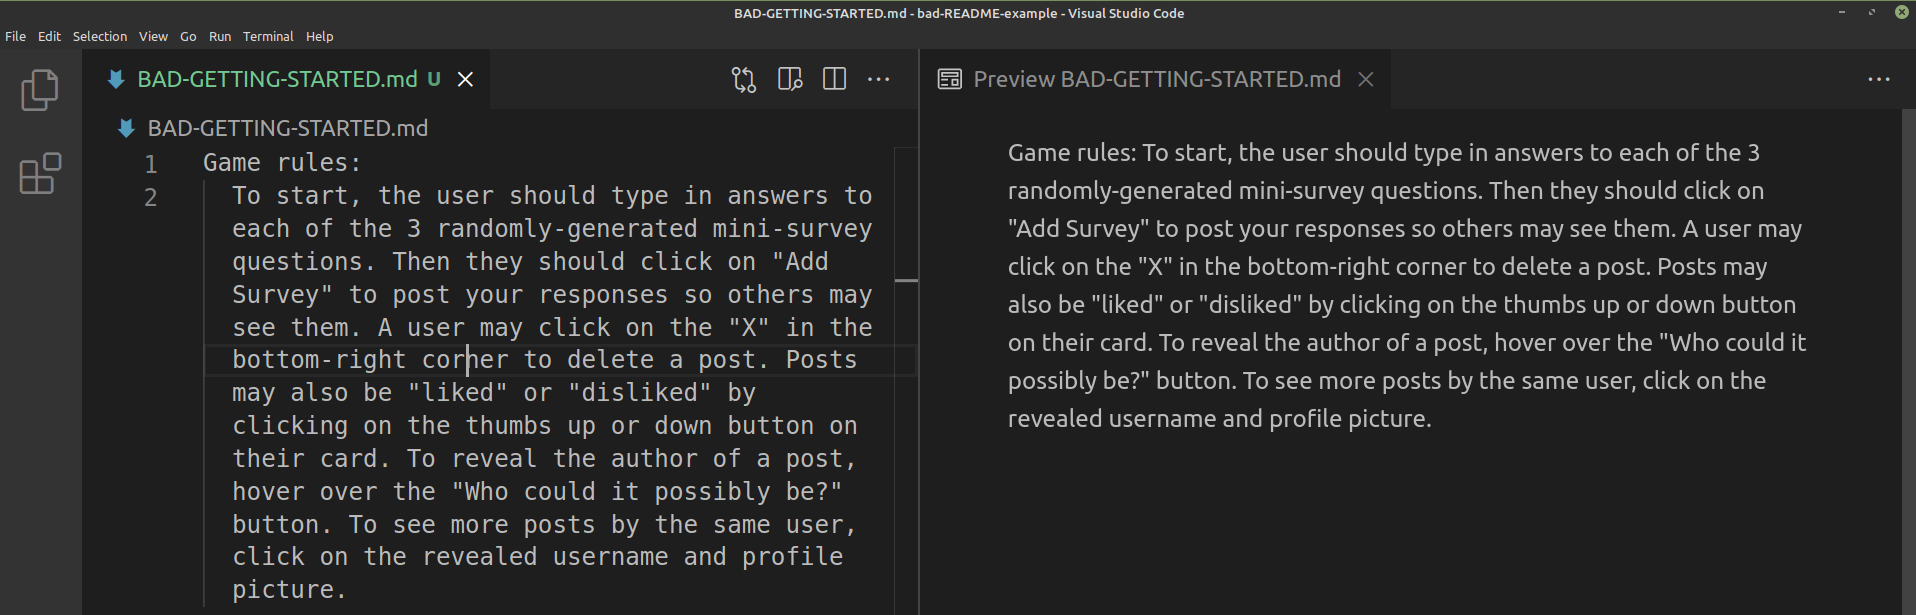 BAD-GETTING-STARTED.md - bad-README-example - Visual Studio Code
File Edit Selection View Go Run Terminal Help
BAD-GETTING-STARTED.md U
BAD-GETTING-STARTED.md
1 Game rules:
2 To start, the user should type in answers to
each of the 3 randomly-generated mini-survey
questions. Then they should click on "Add
Survey" to post your responses so others may
see them. A user may click on the "X" in the
bottom-right corner to delete a post. Posts
may also be "liked" or "disliked" by
clicking on the thumbs up or down button on
their card. To reveal the author of a post,
hover over the "Who could it possibly be?"
button. To see more posts by the same user,
click on the revealed username and profile
picture.
Preview BAD-GETTING-STARTED.md
Game rules: To start, the user should type in answers to each of the 3
randomly-generated mini-survey questions. Then they should click on
"Add Survey" to post your responses so others may see them. A user may
click on the "X" in the bottom-right corner to delete a post. Posts may
also be "liked" or "disliked" by clicking on the thumbs up or down button
on their card. To reveal the author of a post, hover over the "Who could it
possibly be?" button. To see more posts by the same user, click on the
revealed username and profile picture.